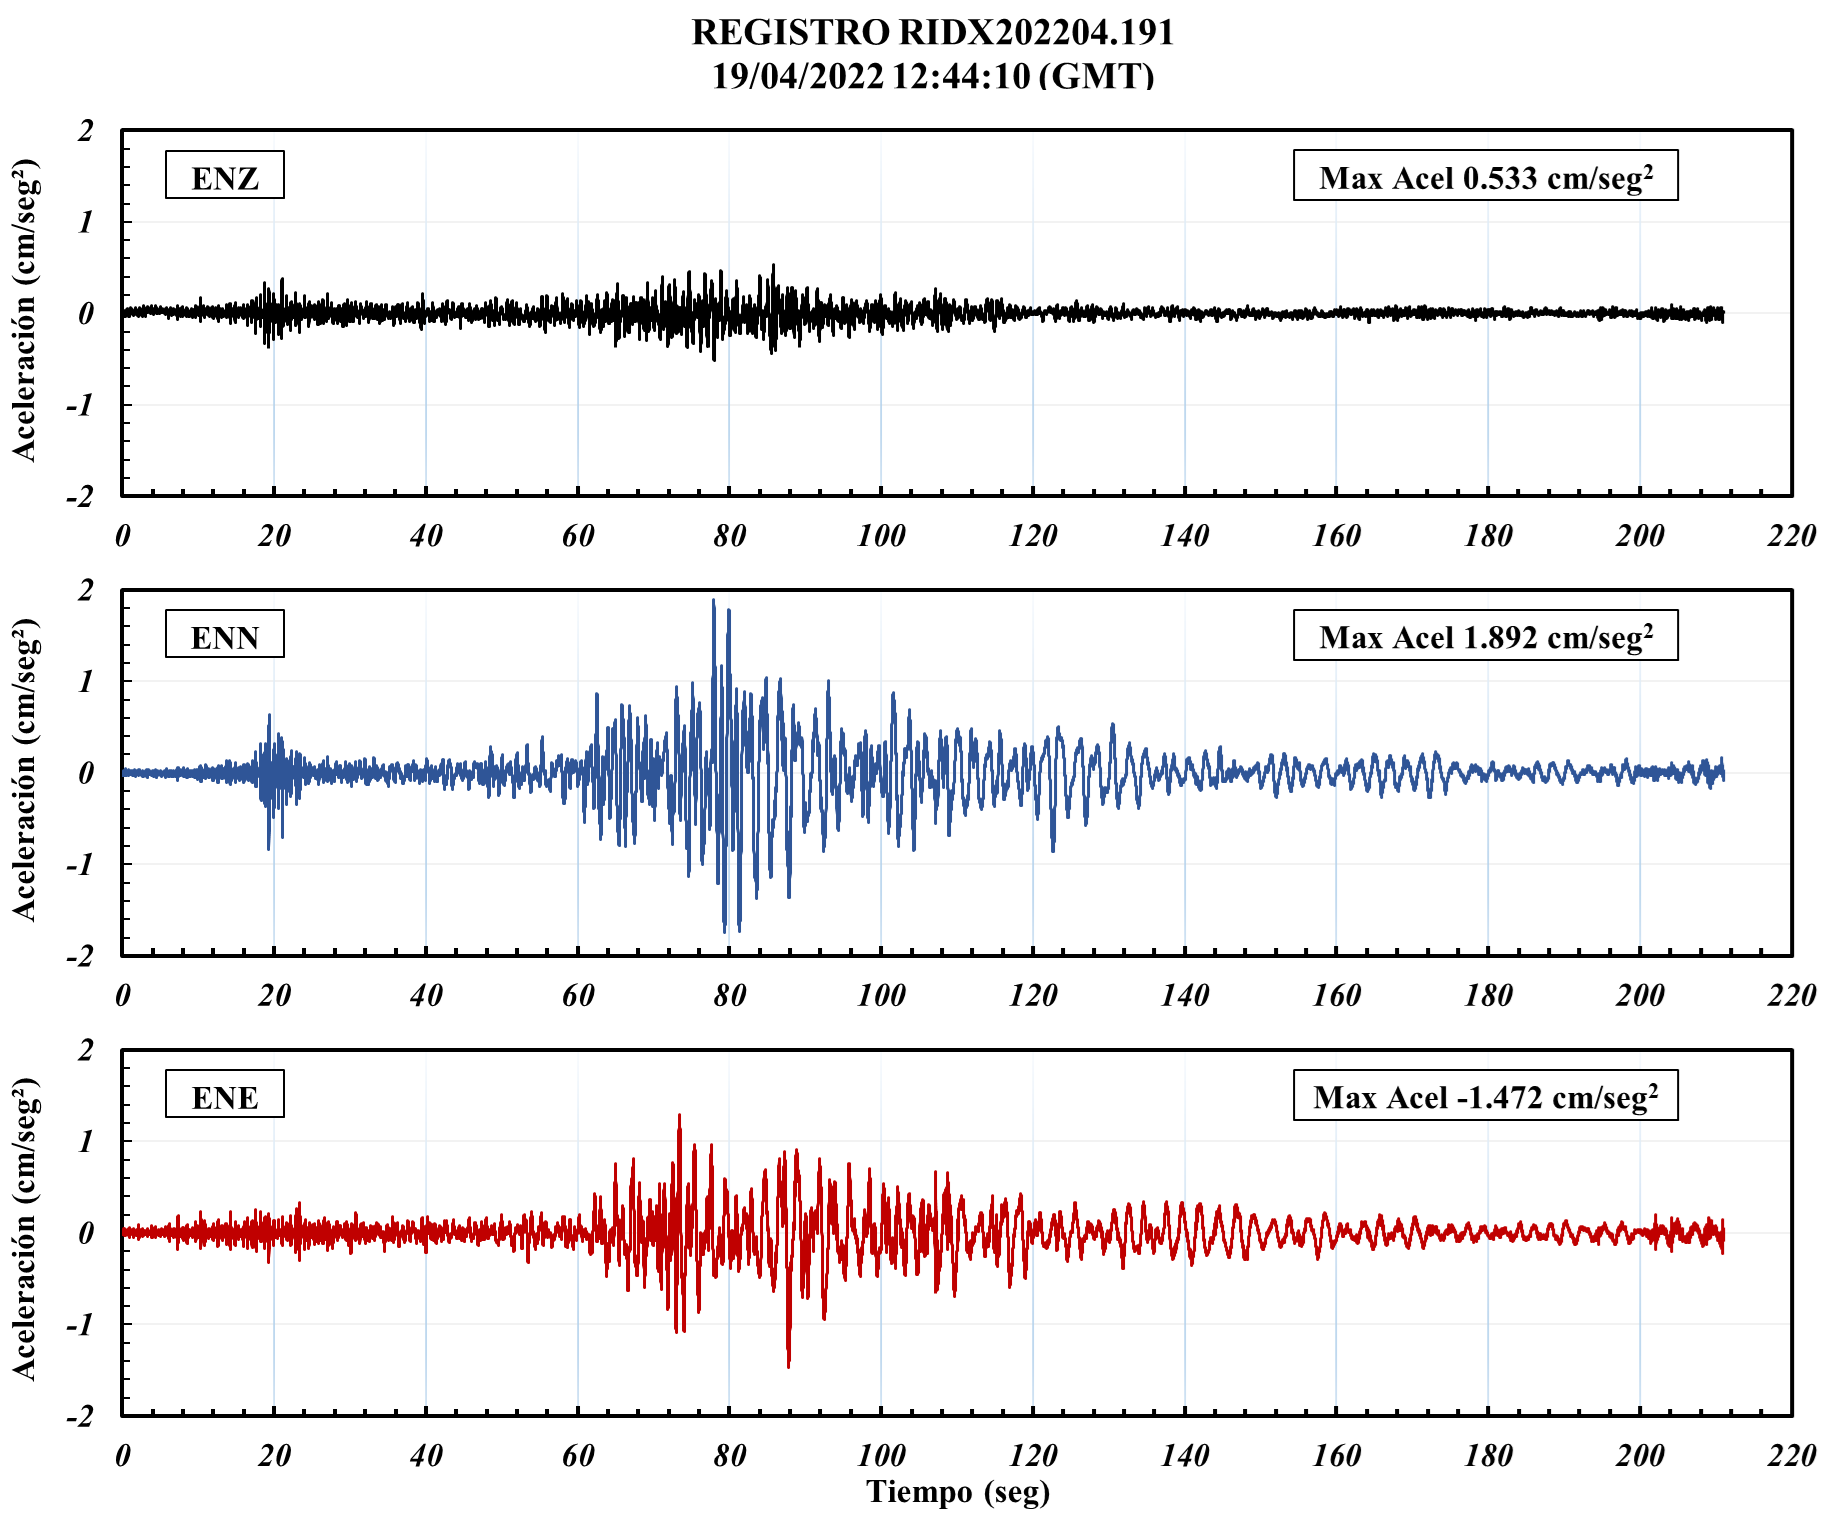 REGISTRO RIDX202204.191
19/04/2022 12:44:10 (GMT)
Aceleración (cm/seg²)
ENZ
Max Acel 0.533 cm/seg²
2
1
0
-1
-2
0 20 40 60 80 100 120 140 160 180 200 220
Aceleración (cm/seg²)
ENN
Max Acel 1.892 cm/seg²
2
1
0
-1
-2
0 20 40 60 80 100 120 140 160 180 200 220
Aceleración (cm/seg²)
ENE
Max Acel -1.472 cm/seg²
2
1
0
-1
-2
0 20 40 60 80 100 120 140 160 180 200 220
Tiempo (seg)